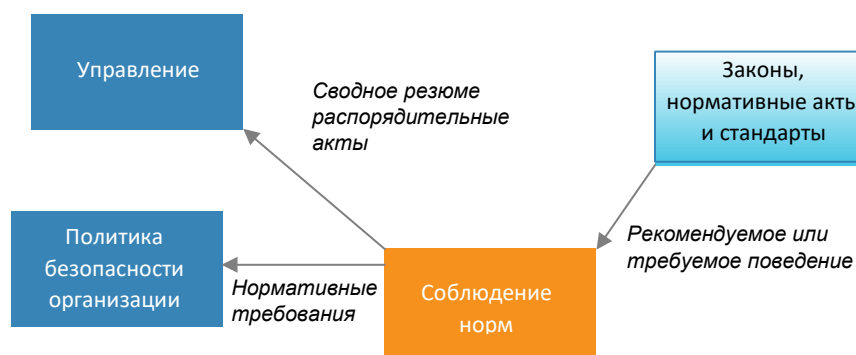 Управление
Сводное резюме
распорядительные
акты
Законы,
нормативные акты
и стандарты
Политика
безопасности
организации
Нормативные
требования
Соблюдение
норм
Рекомендуемое или
требуемое поведение